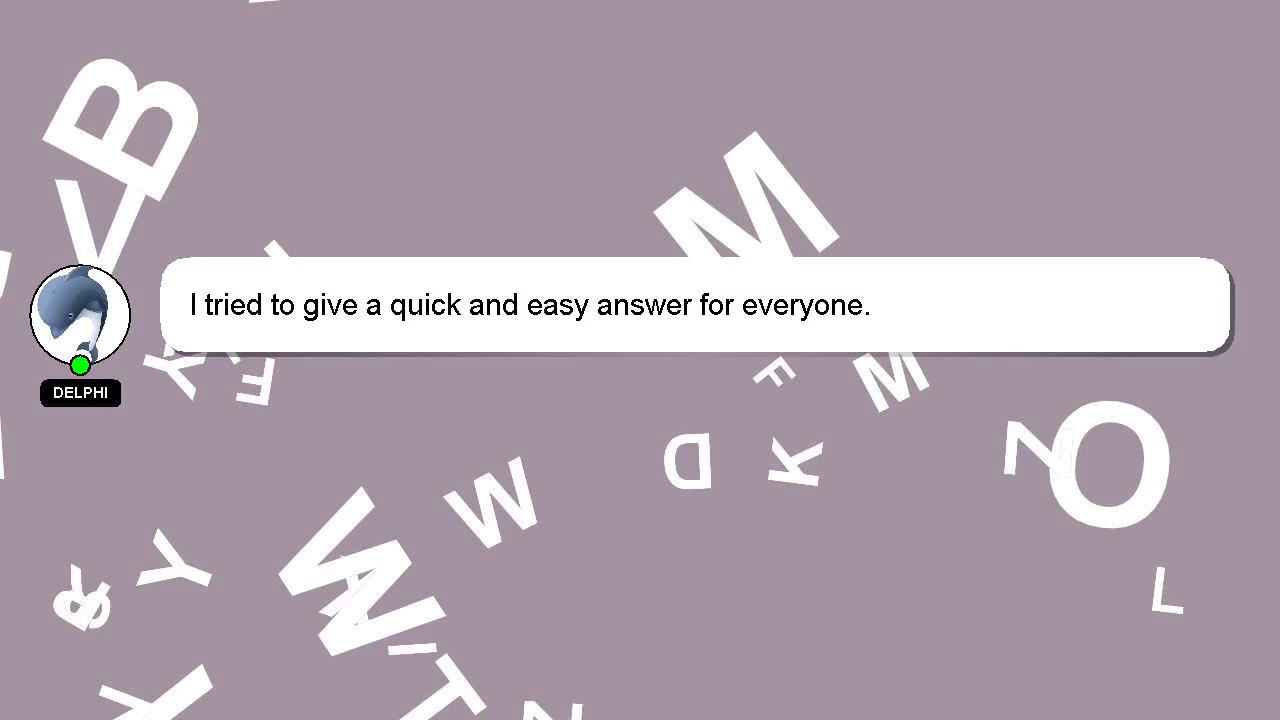 B
V
M
I tried to give a quick and easy answer for everyone.
DELPHI
Y
E
F
M
D
K
Z
O
W
W
A
Y
R
L
I
T
Y
Z